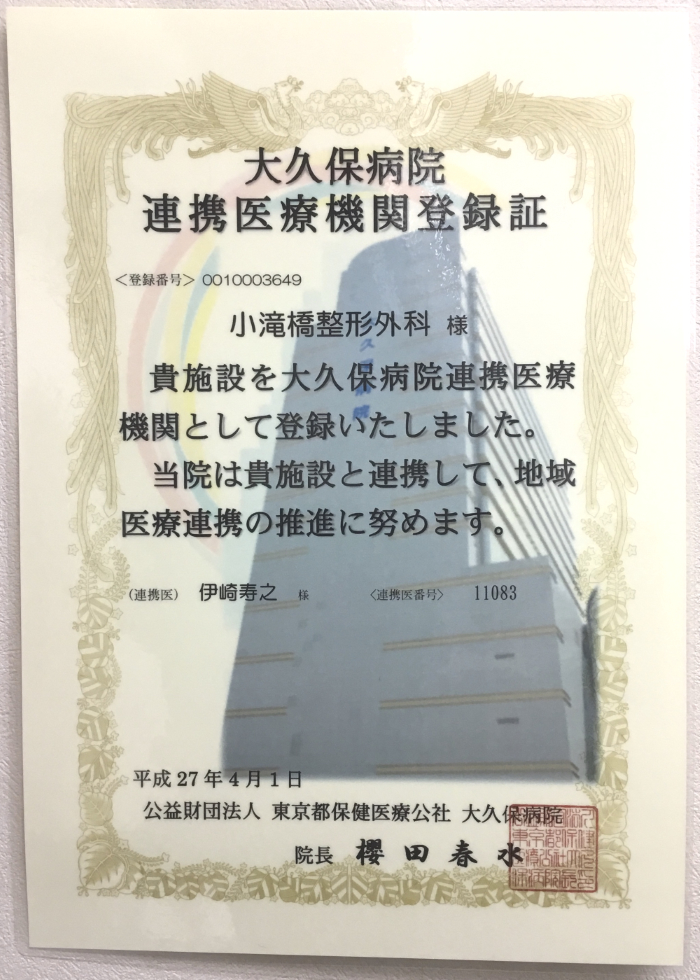 大久保病院
連携医療機関登録証
＜登録番号＞ 0010003649
小滝橋整形外科 様
貴施設を大久保病院連携医療
機関として登録いたしました。
当院は貴施設と連携して、地域
医療連携の推進に努めます。
（連携医） 伊崎寿之 様 〈連携医番号〉 11083
平成27年4月1日
公益財団法人 東京都保健医療公社 大久保病院
院長 櫻田春水